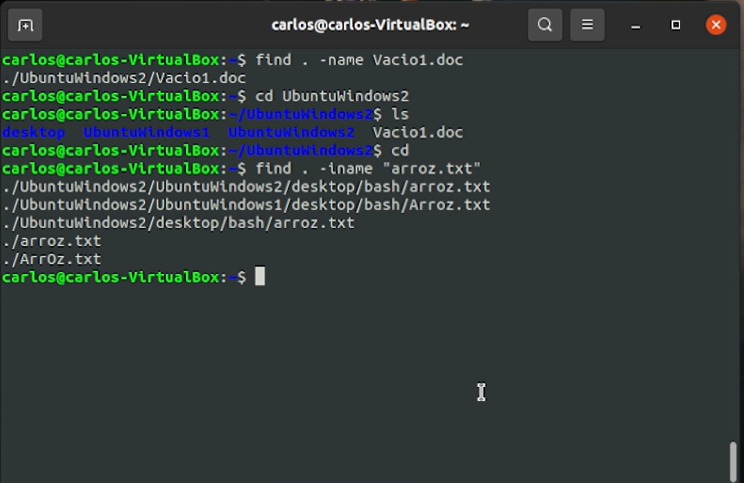 carlos@carlos-VirtualBox: ~
carlos@carlos-VirtualBox:~$ find . -name Vacio1.doc
./UbuntuWindows2/Vacio1.doc
carlos@carlos-VirtualBox:~$ cd UbuntuWindows2
carlos@carlos-VirtualBox:~/UbuntuWindows2$ ls
desktop  UbuntuWindows1  UbuntuWindows2  Vacio1.doc
carlos@carlos-VirtualBox:~/UbuntuWindows2$ cd
carlos@carlos-VirtualBox:~$ find . -iname "arroz.txt"
./UbuntuWindows2/UbuntuWindows2/desktop/bash/arroz.txt
./UbuntuWindows2/UbuntuWindows1/desktop/bash/Arroz.txt
./UbuntuWindows2/desktop/bash/arroz.txt
./arroz.txt
./ArrOz.txt
carlos@carlos-VirtualBox:~$